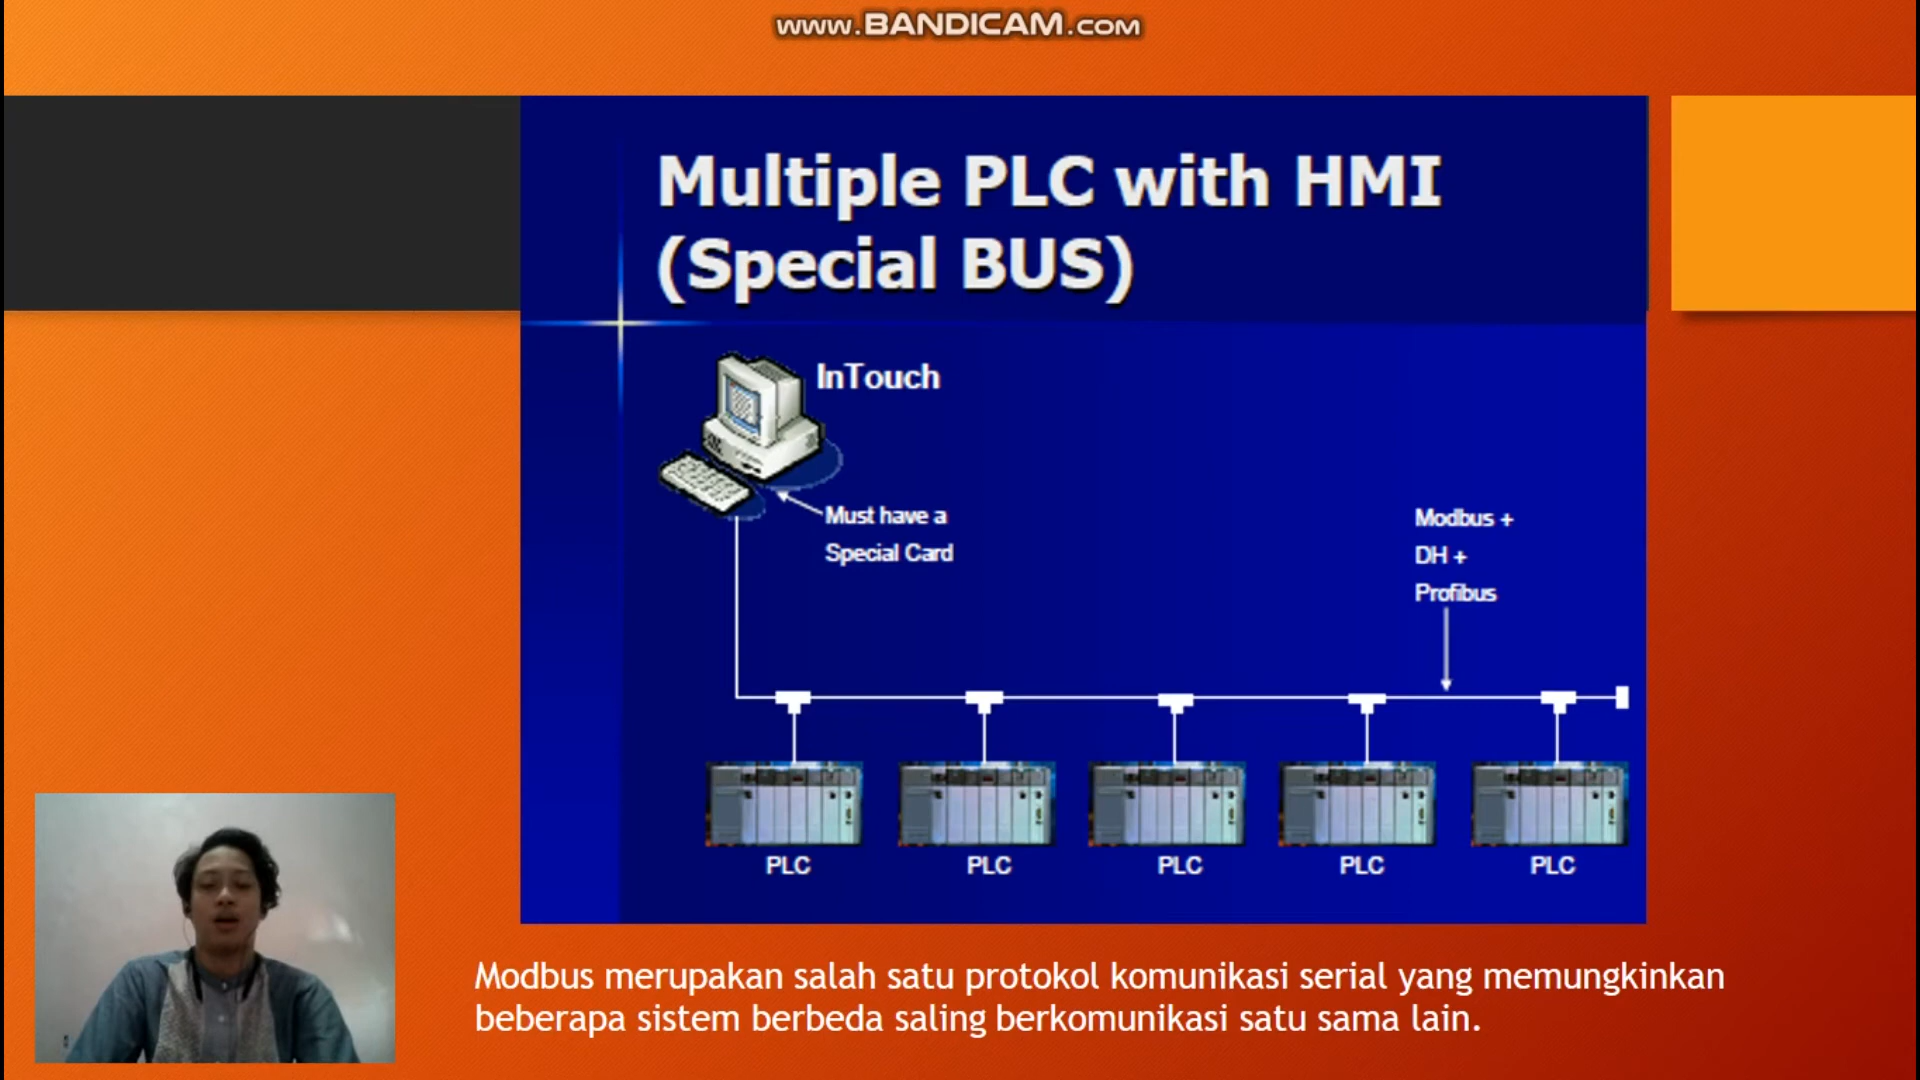 www.BANDICAM.COM
Multiple PLC with HMI
(Special BUS)
InTouch
Must have a
Special Card
Modbus +
DH +
Profibus
PLC
PLC
PLC
PLC
PLC
Modbus merupakan salah satu protokol komunikasi serial yang memungkinkan
beberapa sistem berbeda saling berkomunikasi satu sama lain.